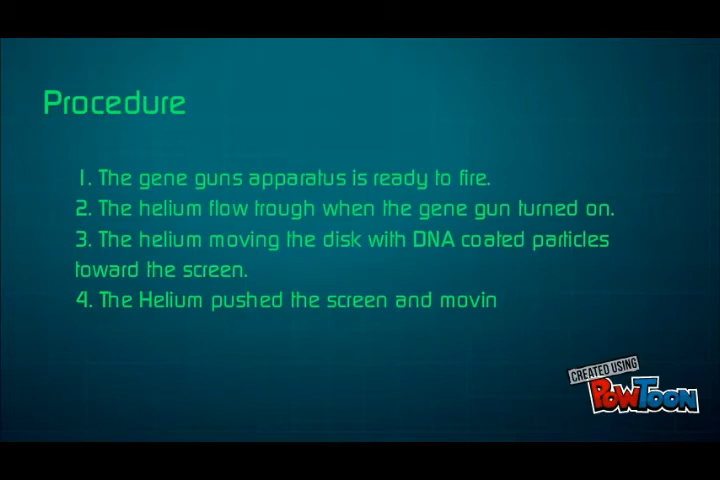 Procedure
1. The gene guns apparatus is ready to fire.
2. The helium flow trough when the gene gun turned on.
3. The helium moving the disk with DNA coated particles
toward the screen.
4. The Helium pushed the screen and movin
CREATED USING
POWTOON